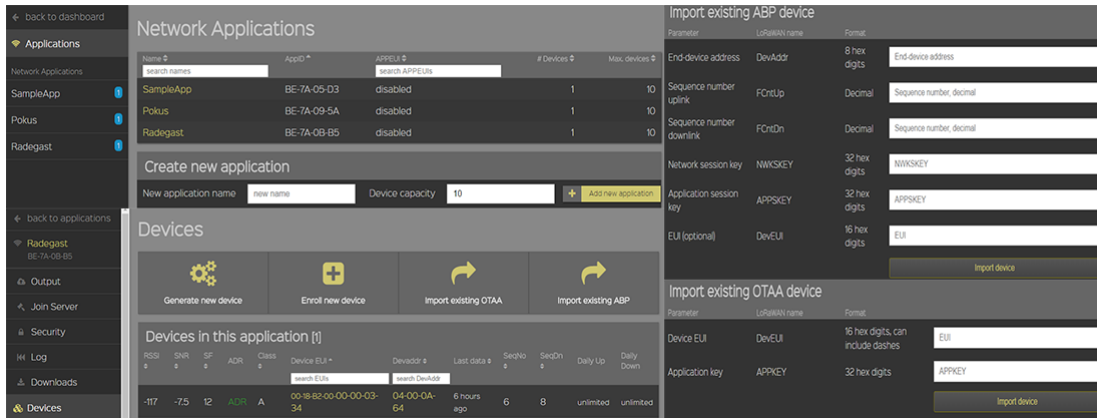 ← back to dashboard
Applications
Network Applications
SampleApp 1
Pokus 1
Radegast 1
Network Applications
Name AppID APPEUI # Devices Max. devices
search names search APPEUIs
SampleApp BE-7A-05-D3 disabled 1 10
Pokus BE-7A-09-5A disabled 1 10
Radegast BE-7A-0B-B5 disabled 1 10
Create new application
New application name new name Device capacity 10 + Add new application
← back to applications
Radegast
BE-7A-0B-B5
Output
Join Server
Security
Log
Downloads
Devices
Devices
Generate new device Enroll new device Import existing OTAA Import existing ABP
Devices in this application [1]
RSSI SNR SF ADR Class Device EUI Devaddr Last data SeqNo SeqDn Daily Up Daily
Down
search EUIs search DevAddr
-117 -7.5 12 ADR A 00-18-B2-00-00-00-03- 04-00-0A- 6 hours 6 8 unlimited unlimited
34 64 ago
Import existing ABP device
Parameter LoRaWAN name Format
End-device address DevAddr 8 hex
digits End-device address
Sequence number
uplink FCntUp Decimal Sequence number, decimal
Sequence number
downlink FCntDn Decimal Sequence number, decimal
Network session key NWKSKEY 32 hex
digits NWKSKEY
Application session
key APPSKEY 32 hex
digits APPSKEY
EUI (optional) DevEUI 16 hex
digits EUI
Import device
Import existing OTAA device
Parameter LoRaWAN name Format
Device EUI DevEUI 16 hex digits, can
include dashes EUI
Application key APPKEY 32 hex digits APPKEY
Import device